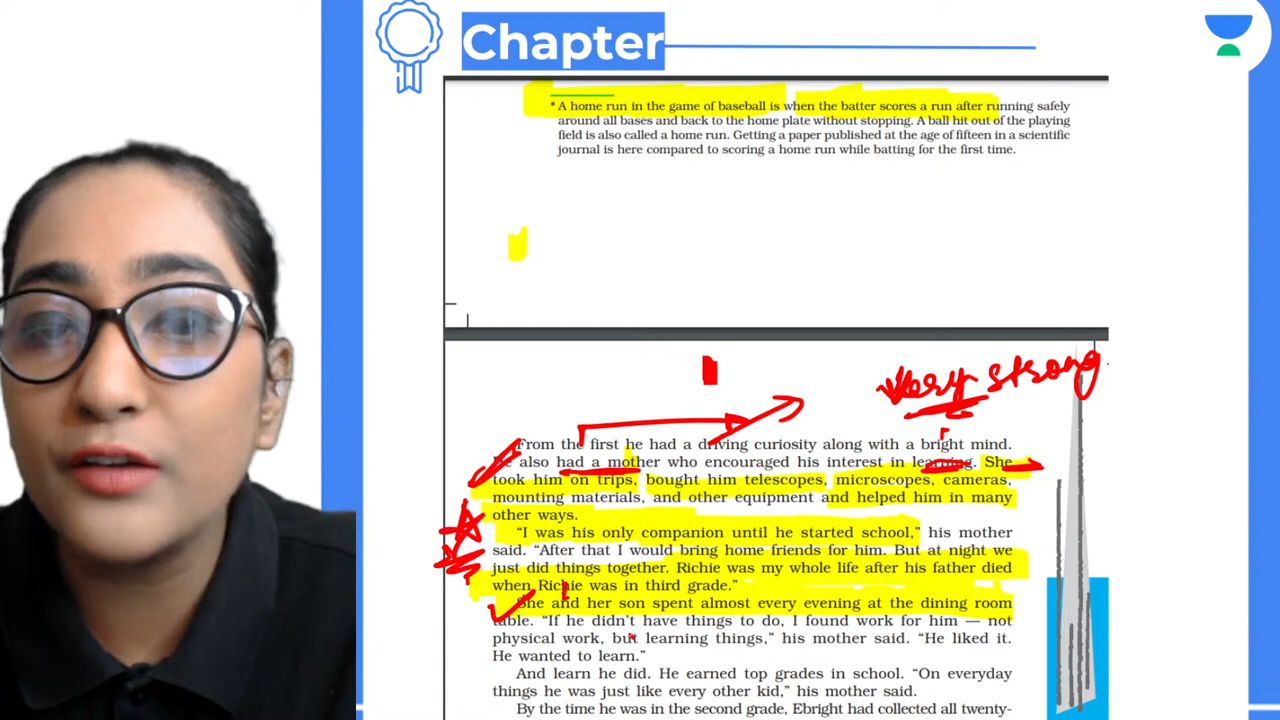 Chapter
* A home run in the game of baseball is when the batter scores a run after running safely
around all bases and back to the home plate without stopping. A ball hit out of the playing
field is also called a home run. Getting a paper published at the age of fifteen in a scientific
journal is here compared to scoring a home run while batting for the first time.
Very strong
From the first he had a driving curiosity along with a bright mind.
He also had a mother who encouraged his interest in learning. She
took him on trips, bought him telescopes, microscopes, cameras,
mounting materials, and other equipment and helped him in many
other ways.
“I was his only companion until he started school,” his mother
said. “After that I would bring home friends for him. But at night we
just did things together. Richie was my whole life after his father died
when Richie was in third grade.”
She and her son spent almost every evening at the dining room
table. “If he didn’t have things to do, I found work for him — not
physical work, but learning things,” his mother said. “He liked it.
He wanted to learn.”
And learn he did. He earned top grades in school. “On everyday
things he was just like every other kid,” his mother said.
By the time he was in the second grade, Ebright had collected all twenty-